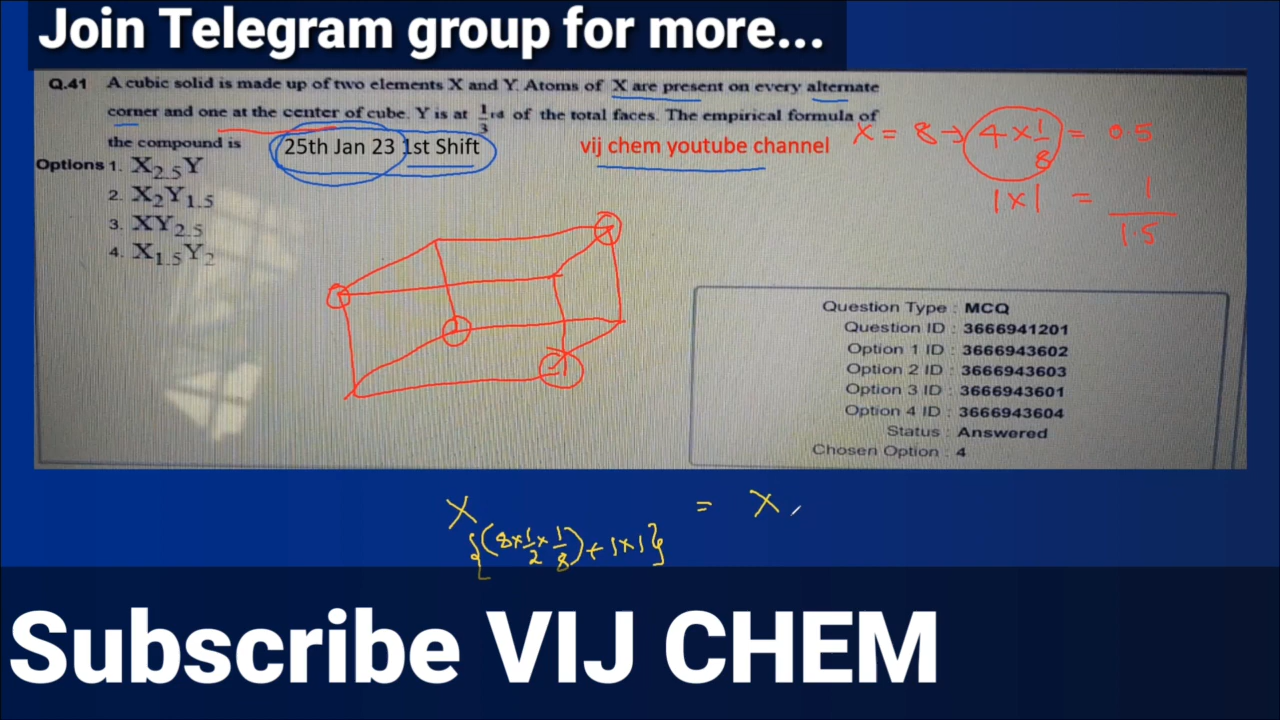 Join Telegram group for more...
Q.41 A cubic solid is made up of two elements X and Y. Atoms of X are present on every alternate
corner and one at the center of cube. Y is at 1/3 rd of the total faces. The empirical formula of
the compound is
25th Jan 23 1st Shift
vij chem youtube channel
Options 1. X2.5Y
2. X2Y1.5
3. XY2.5
4. X1.5Y2
X = 8 → 4 × 1/8 = 0.5
1×1 = 1
1.5
Question Type : MCQ
Question ID : 3666941201
Option 1 ID : 3666943602
Option 2 ID : 3666943603
Option 3 ID : 3666943601
Option 4 ID : 3666943604
Status : Answered
Chosen Option : 4
X {(8×1/2×1/8)+1×1} = X
Subscribe VIJ CHEM